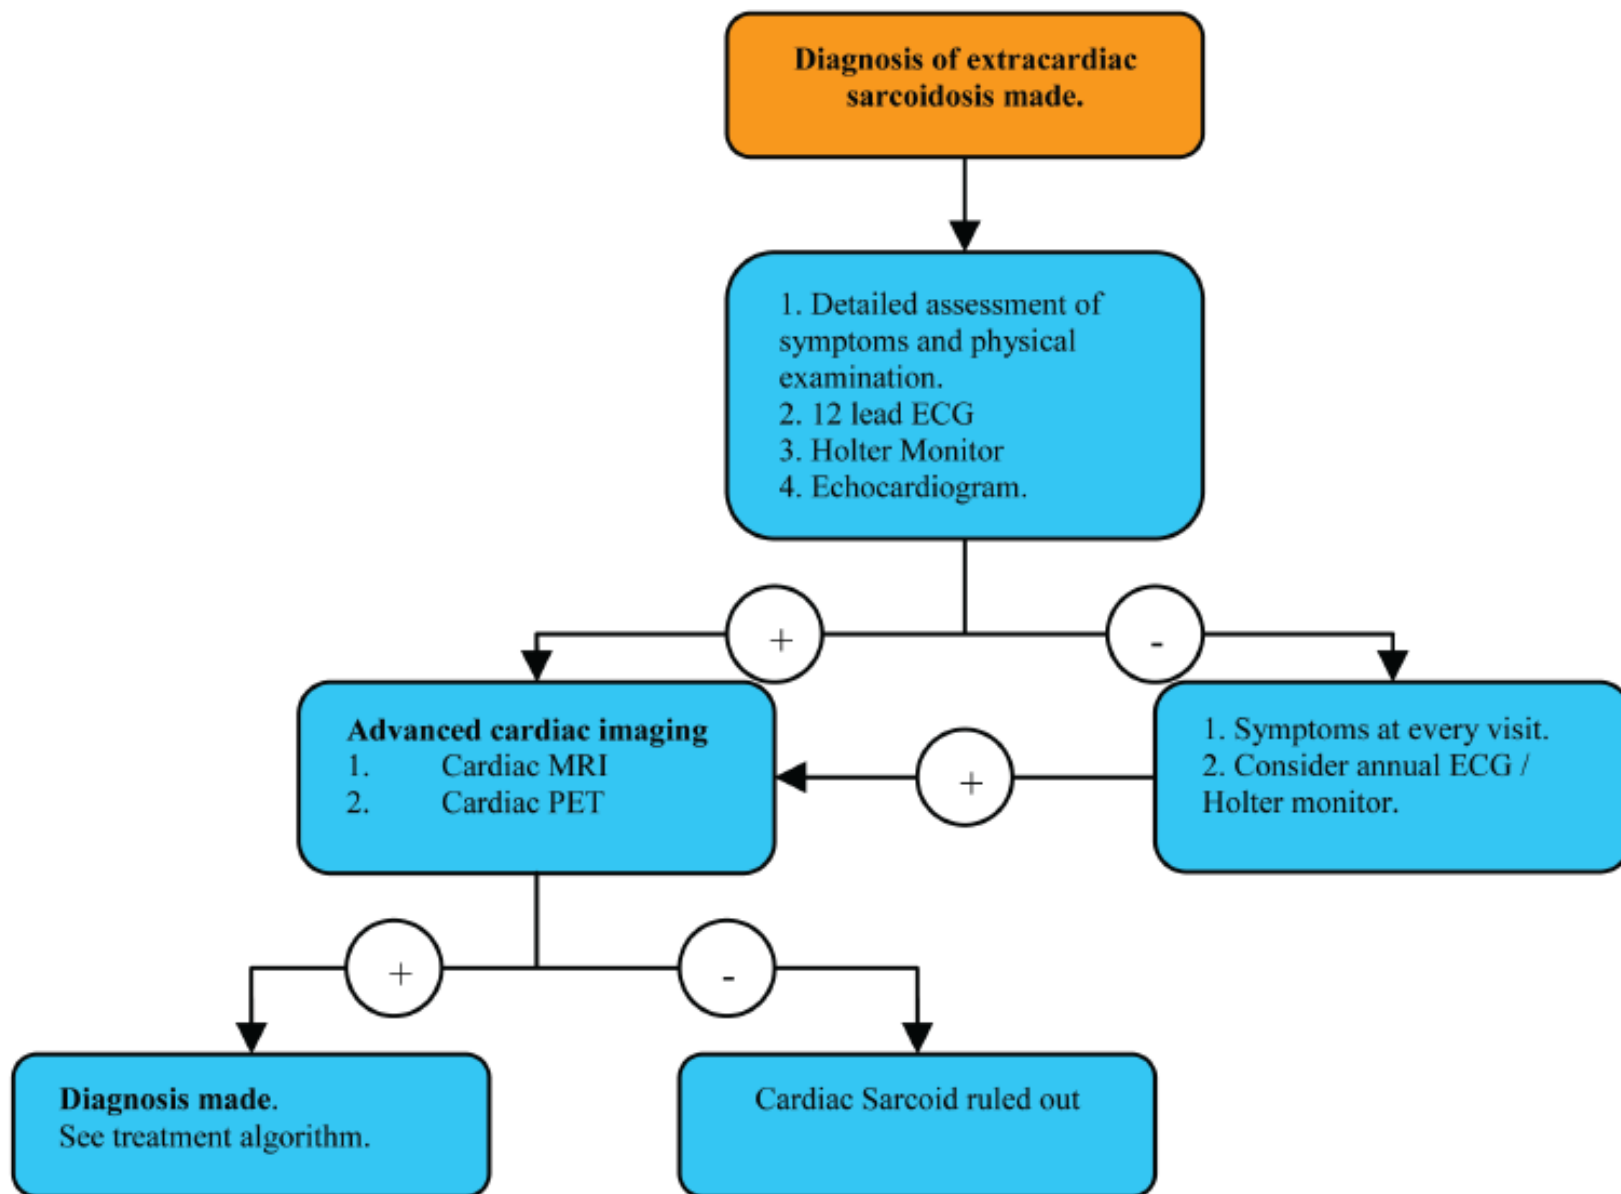 Diagnosis of extracardiac
sarcoidosis made.
1. Detailed assessment of
symptoms and physical
examination.
2. 12 lead ECG
3. Holter Monitor
4. Echocardiogram.
+
-
Advanced cardiac imaging
1. Cardiac MRI
2. Cardiac PET
+
1. Symptoms at every visit.
2. Consider annual ECG /
Holter monitor.
+
-
Diagnosis made.
See treatment algorithm.
Cardiac Sarcoid ruled out